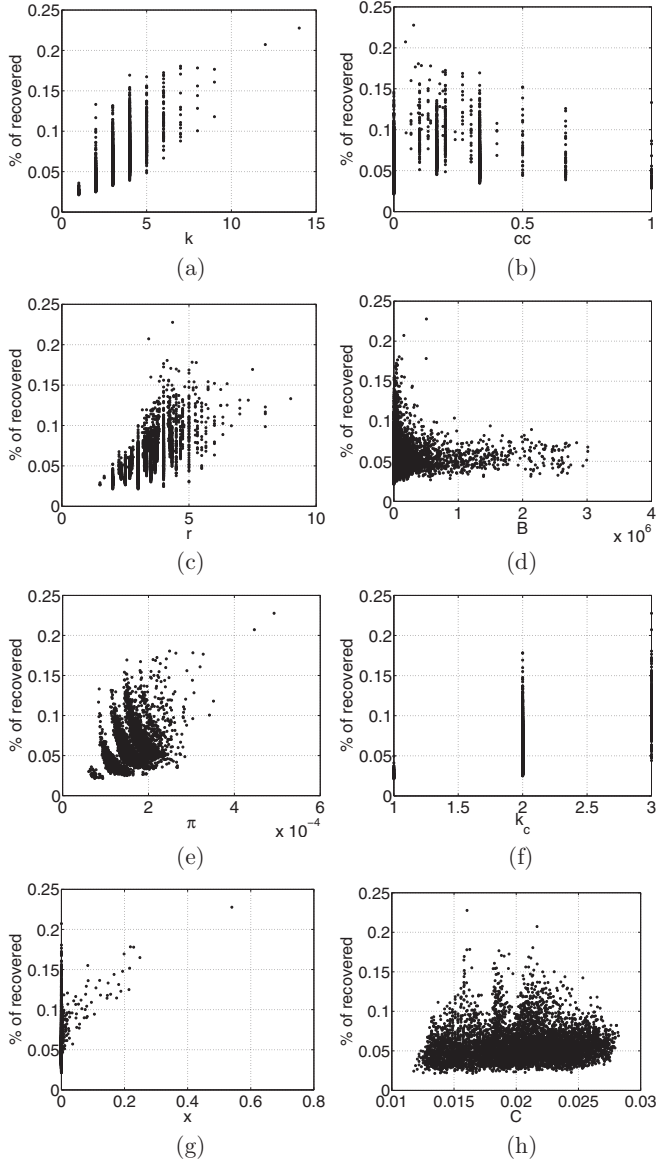 0.25
0.2
0.15
0.1
0.05
0
% of recovered
0 5 10 15
k
(a)
0.25
0.2
0.15
0.1
0.05
0
% of recovered
0 0.5 1
cc
(b)
0.25
0.2
0.15
0.1
0.05
0
% of recovered
0 5 10
r
(c)
0.25
0.2
0.15
0.1
0.05
0
% of recovered
0 1 2 3 4
B
x 10^6
(d)
0.25
0.2
0.15
0.1
0.05
0
% of recovered
0 2 4 6
π
x 10^−4
(e)
0.25
0.2
0.15
0.1
0.05
0
% of recovered
1 1.5 2 2.5 3
k_c
(f)
0.25
0.2
0.15
0.1
0.05
0
% of recovered
0 0.2 0.4 0.6 0.8
x
(g)
0.25
0.2
0.15
0.1
0.05
0
% of recovered
0.01 0.015 0.02 0.025 0.03
C
(h)